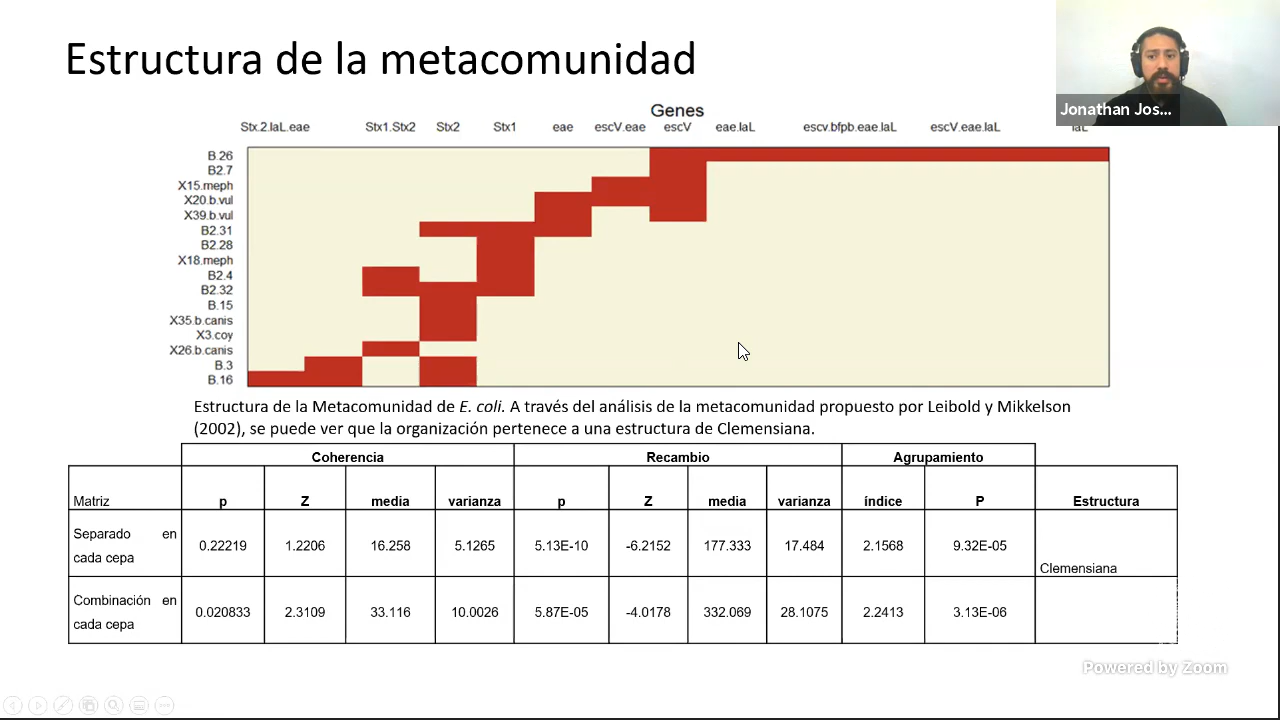 Estructura de la metacomunidad
Jonathan Jos...
Genes
Stx.2.laL.eae Stx1.Stx2 Stx2 Stx1 eae escV.eae escV eae.laL escv.bfpb.eae.laL escV.eae.laL laL
B.26
B2.7
X15.meph
X20.b.vul
X39.b.vul
B2.31
B2.28
X18.meph
B2.4
B2.32
B.15
X35.b.canis
X3.coy
X26.b.canis
B.3
B.16
Estructura de la Metacomunidad de E. coli. A través del análisis de la metacomunidad propuesto por Leibold y Mikkelson
(2002), se puede ver que la organización pertenece a una estructura de Clemensiana.
Coherencia Recambio Agrupamiento
Matriz p Z media varianza p Z media varianza índice P Estructura
Separado en
cada cepa
0.22219 1.2206 16.258 5.1265 5.13E-10 -6.2152 177.333 17.484 2.1568 9.32E-05
Clemensiana
Combinación en
cada cepa
0.020833 2.3109 33.116 10.0026 5.87E-05 -4.0178 332.069 28.1075 2.2413 3.13E-06
Powered by Zoom